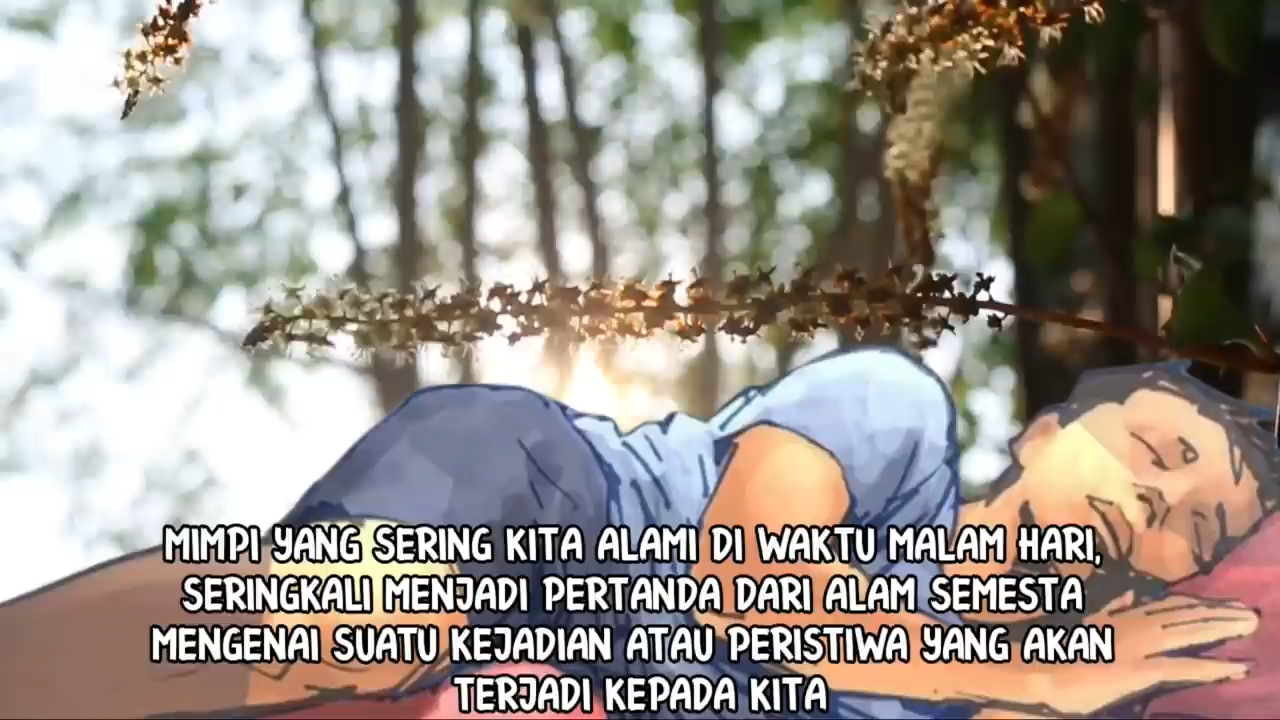 MIMPI YANG SERING KITA ALAMI DI WAKTU MALAM HARI,
SERINGKALI MENJADI PERTANDA DARI ALAM SEMESTA
MENGENAI SUATU KEJADIAN ATAU PERISTIWA YANG AKAN
TERJADI KEPADA KITA